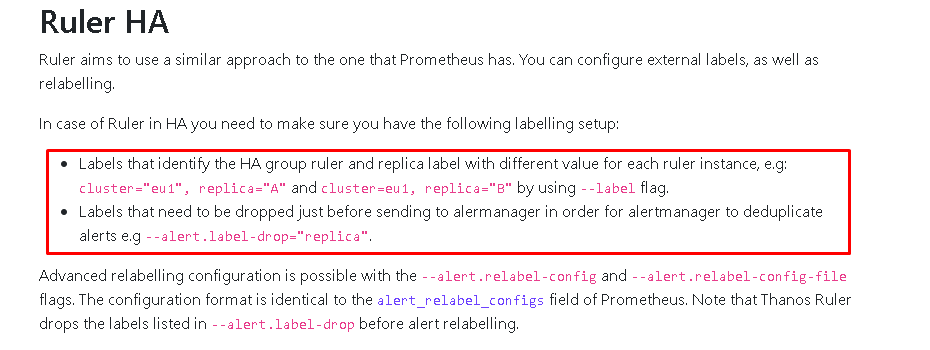 Ruler HA
Ruler aims to use a similar approach to the one that Prometheus has. You can configure external labels, as well as
relabelling.
In case of Ruler in HA you need to make sure you have the following labelling setup:
• Labels that identify the HA group ruler and replica label with different value for each ruler instance, e.g:
cluster="eu1", replica="A" and cluster=eu1, replica="B" by using --label flag.
• Labels that need to be dropped just before sending to alermanager in order for alertmanager to deduplicate
alerts e.g --alert.label-drop="replica".
Advanced relabelling configuration is possible with the --alert.relabel-config and --alert.relabel-config-file
flags. The configuration format is identical to the alert_relabel_configs field of Prometheus. Note that Thanos Ruler
drops the labels listed in --alert.label-drop before alert relabelling.